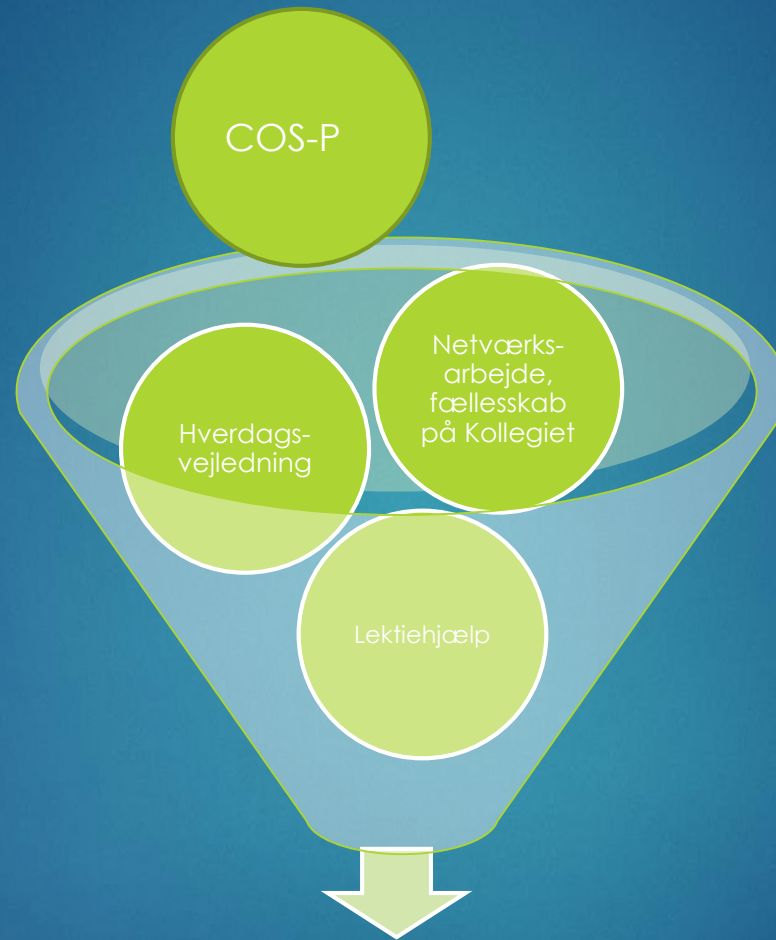 COS-P
Netværks-
arbejde,
fællesskab
på Kollegiet
Hverdags-
vejledning
Lektiehjælp